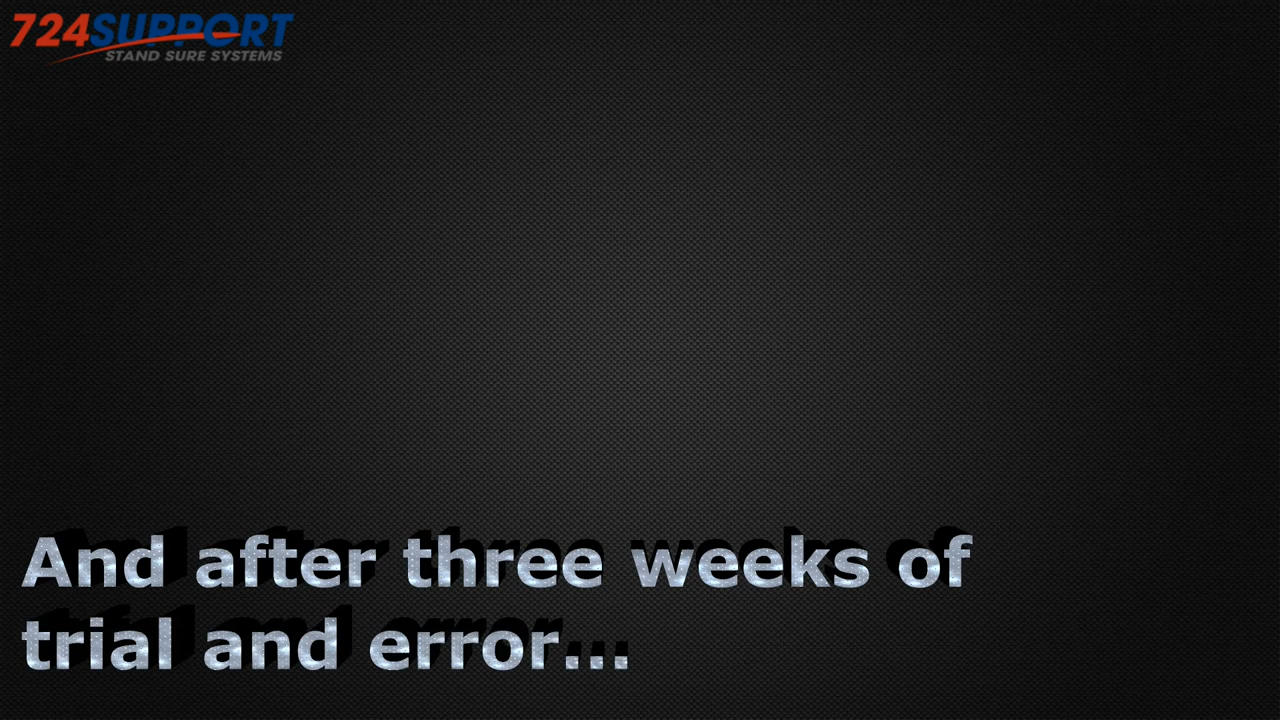 724SUPPORT
STAND SURE SYSTEMS
And after three weeks of
trial and error...